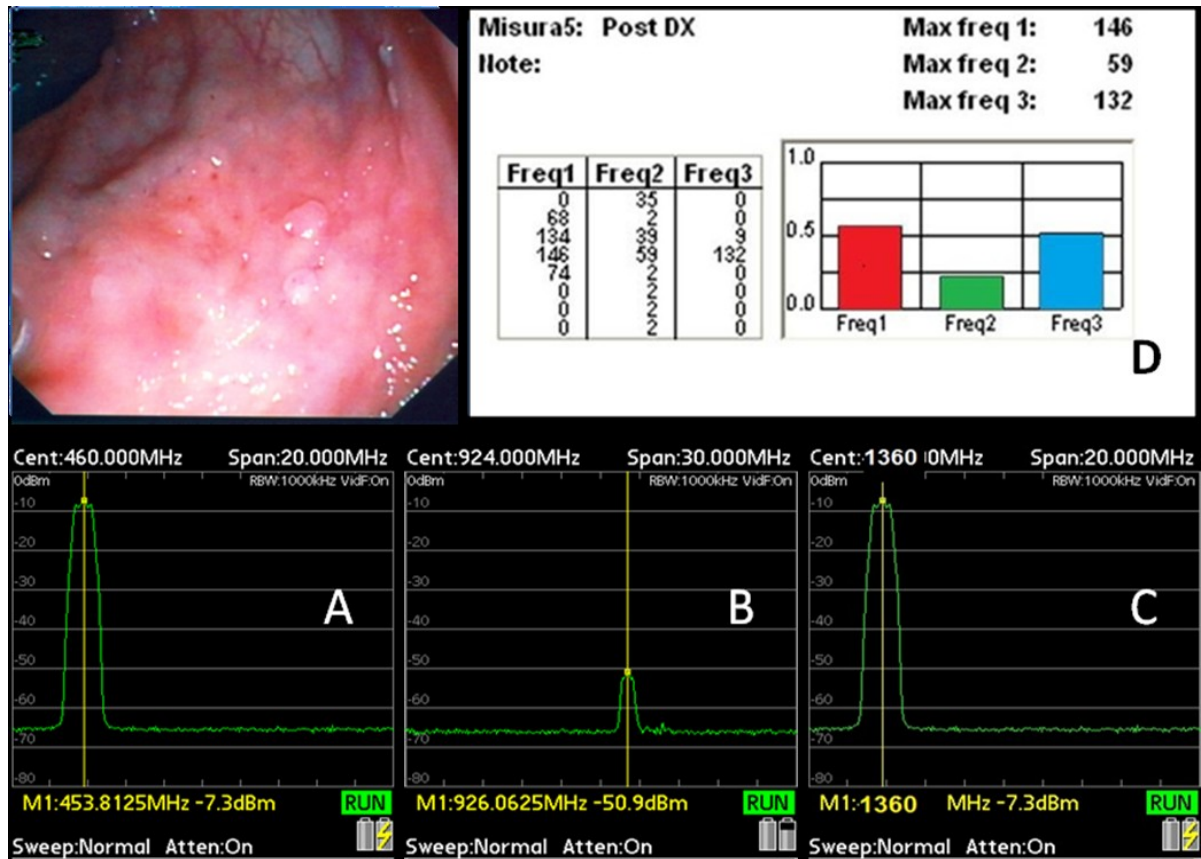 Misura5: Post DX
Max freq 1: 146
Note:
Max freq 2: 59
Max freq 3: 132
Freq1 Freq2 Freq3
0 35 0
68 2 0
134 39 9
146 59 132
74 2 0
0 2 0
0 2 0
0 2 0
1.0
0.5
0.0
Freq1 Freq2 Freq3
D
Cent:460.000MHz Span:20.000MHz
0dBm RBW:1000kHz VidF:On
-10
-20
-30
-40
-50
-60
-70
-80
A
M1:453.8125MHz -7.3dBm RUN
Sweep:Normal Atten:On
Cent:924.000MHz Span:30.000MHz
0dBm RBW:1000kHz VidF:On
-10
-20
-30
-40
-50
-60
-70
-80
B
M1:926.0625MHz -50.9dBm RUN
Sweep:Normal Atten:On
Cent:1360 0MHz Span:20.000MHz
0dBm RBW:1000kHz VidF:On
-10
-20
-30
-40
-50
-60
-70
-80
C
M1:-1360 MHz -7.3dBm RUN
Sweep:Normal Atten:On